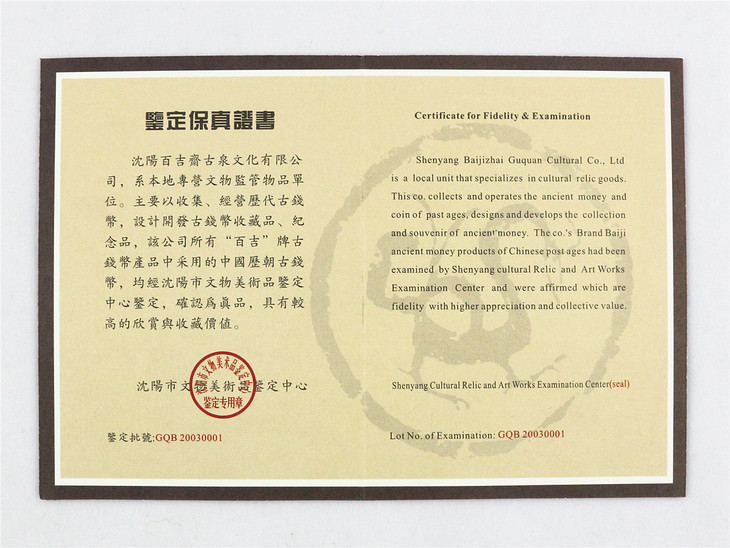 鑒定保真證書
沈陽百吉齋古泉文化有限公
司，系本地專營文物監管物品單
位。主要以收集、經營歷代古錢
幣，設計開發古錢幣收藏品、紀
念品，該公司所有“百吉”牌古
錢幣產品中采用的中國歷朝古錢
幣，均經沈陽市文物美術品鑒定
中心鑒定，確認爲眞品，具有較
高的欣賞與收藏價值。
沈陽市文物美術品鑒定中心
市文物美术品鉴定
鉴定专用章
鑒定批號:GQB 20030001
Certificate for Fidelity & Examination
Shenyang Baijizhai Guquan Cultural Co., Ltd
is a local unit that specializes in cultural relic goods.
This co. collects and operates the ancient money and
coin of past ages, designs and develops the collection
and souvenir of ancient money. The co.'s Brand Baiji
ancient money products of Chinese post ages had been
examined by Shenyang cultural Relic and Art Works
Examination Center and were affirmed which are
fidelity with higher appreciation and collective value.
Shenyang Cultural Relic and Art Works Examination Center(seal)
Lot No. of Examination: GQB 20030001